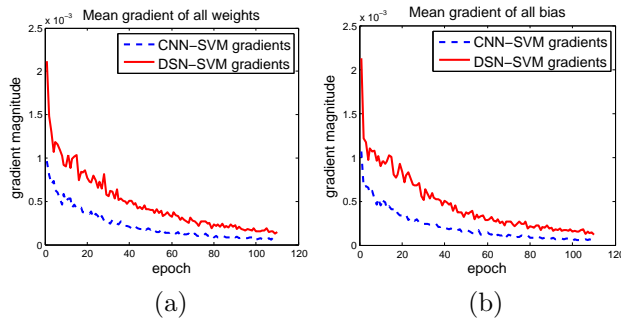 x 10⁻³ Mean gradient of all weights
CNN−SVM gradients
DSN−SVM gradients
gradient magnitude
2.5
2
1.5
1
0.5
0
0 20 40 60 80 100 120
epoch
(a)
x 10⁻³ Mean gradient of all bias
CNN−SVM gradients
DSN−SVM gradients
gradient magnitude
2.5
2
1.5
1
0.5
0
0 20 40 60 80 100 120
epoch
(b)